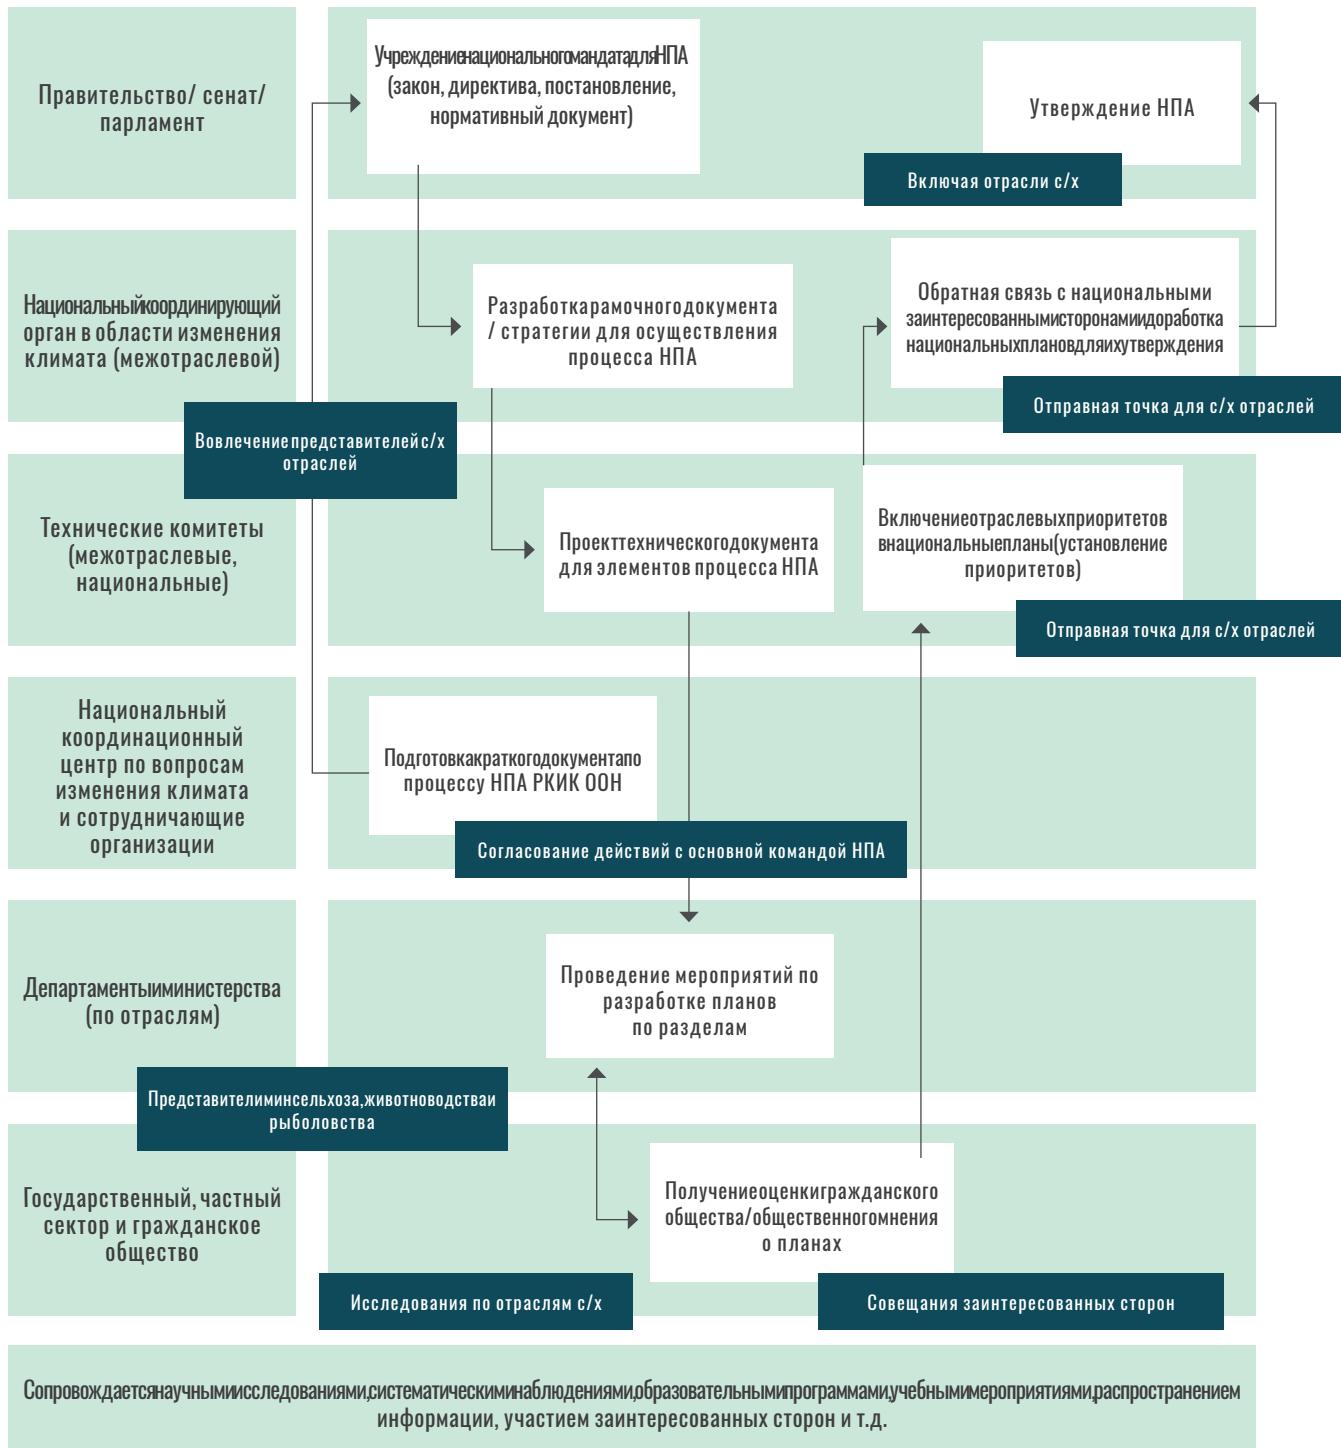 Правительство/ сенат/
парламент
Учреждение национального мандата для НПА
(закон, директива, постановление,
нормативный документ)
Утверждение НПА
Включая отрасли с/х
Национальный координирующий
орган в области изменения
климата (межотраслевой)
Разработка рамочного документа
/ стратегии для осуществления
процесса НПА
Обратная связь с национальными
заинтересованными сторонами и доработка
национальных планов для их утверждения
Отправная точка для с/х отраслей
Вовлечение представителей с/х
отраслей
Технические комитеты
(межотраслевые,
национальные)
Проект технического документа
для элементов процесса НПА
Включение отраслевых приоритетов
в национальные планы (установление
приоритетов)
Отправная точка для с/х отраслей
Национальный
координационный
центр по вопросам
изменения климата
и сотрудничающие
организации
Подготовка краткого документа по
процессу НПА РКИК ООН
Согласование действий с основной командой НПА
Департаменты и министерства
(по отраслям)
Проведение мероприятий по
разработке планов
по разделам
Представители минсельхоза, животноводства и
рыболовства
Государственный, частный
сектор и гражданское
общество
Получение оценки гражданского
общества/ общественного мнения
о планах
Исследования по отраслям с/х
Совещания заинтересованных сторон
Сопровождается научными исследованиями, систематическими наблюдениями, образовательными программами, учебными мероприятиями, распространением
информации, участием заинтересованных сторон и т.д.